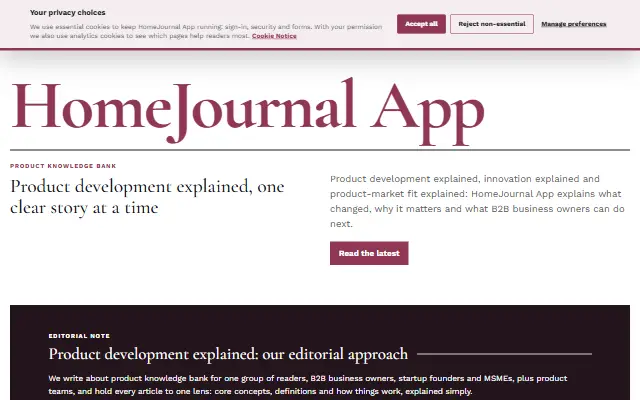 Your privacy choices
We use essential cookies to keep HomeJournal App running: sign-in, security and forms. With your permission
we also use analytics cookies to see which pages help readers most. Cookie Notice
Accept all
Reject non-essential
Manage preferences
HomeJournal App
PRODUCT KNOWLEDGE BANK
Product development explained, one
clear story at a time
Product development explained, innovation explained and
product-market fit explained: HomeJournal App explains what
changed, why it matters and what B2B business owners can do
next.
Read the latest
EDITORIAL NOTE
Product development explained: our editorial approach
We write about product knowledge bank for one group of readers, B2B business owners, startup founders and MSMEs, plus product
teams, and hold every article to one lens: core concepts, definitions and how things work, explained simply.